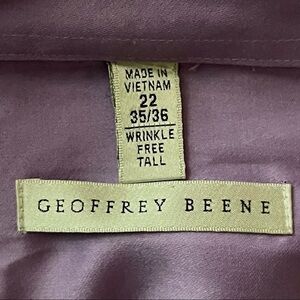 MADE IN
VIETNAM
22
35/36
WRINKLE
FREE
TALL
GEOFFREY BEENE